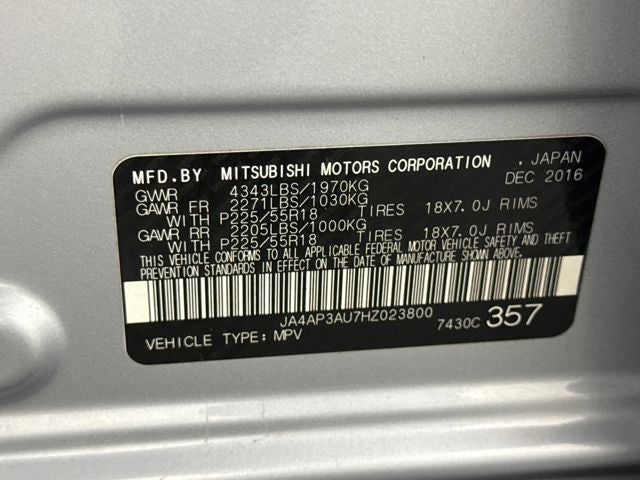 MFD.BY MITSUBISHI MOTORS CORPORATION , JAPAN
GVWR 4343LBS/1970KG DEC 2016
GAWR FR 2271LBS/1030KG
WITH P225/55R18 TIRES 18X7.0J RIMS
GAWR RR 2205LBS/1000KG
WITH P225/55R18 TIRES 18X7.0J RIMS
THIS VEHICLE CONFORMS TO ALL APPLICABLE FEDERAL MOTOR VEHICLE SAFETY AND THEFT
PREVENTION STANDARDS IN EFFECT ON THE DATE OF MANUFACTURE SHOWN ABOVE.
JA4AP3AU7HZ023800 7430C 357
VEHICLE TYPE: MPV